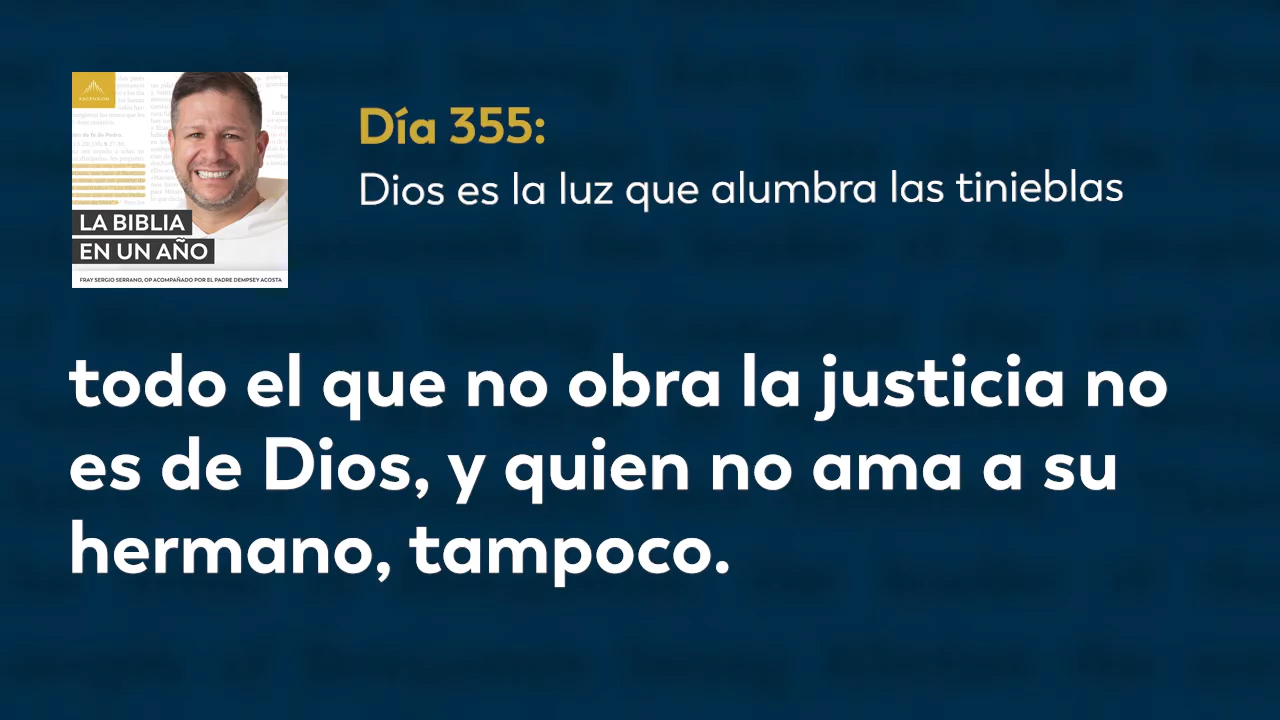 ASCENSION
LA BIBLIA
EN UN AÑO
FRAY SERGIO SERRANO, OP ACOMPAÑADO POR EL PADRE DEMPSEY ACOSTA
Día 355:
Dios es la luz que alumbra las tinieblas
todo el que no obra la justicia no
es de Dios, y quien no ama a su
hermano, tampoco.